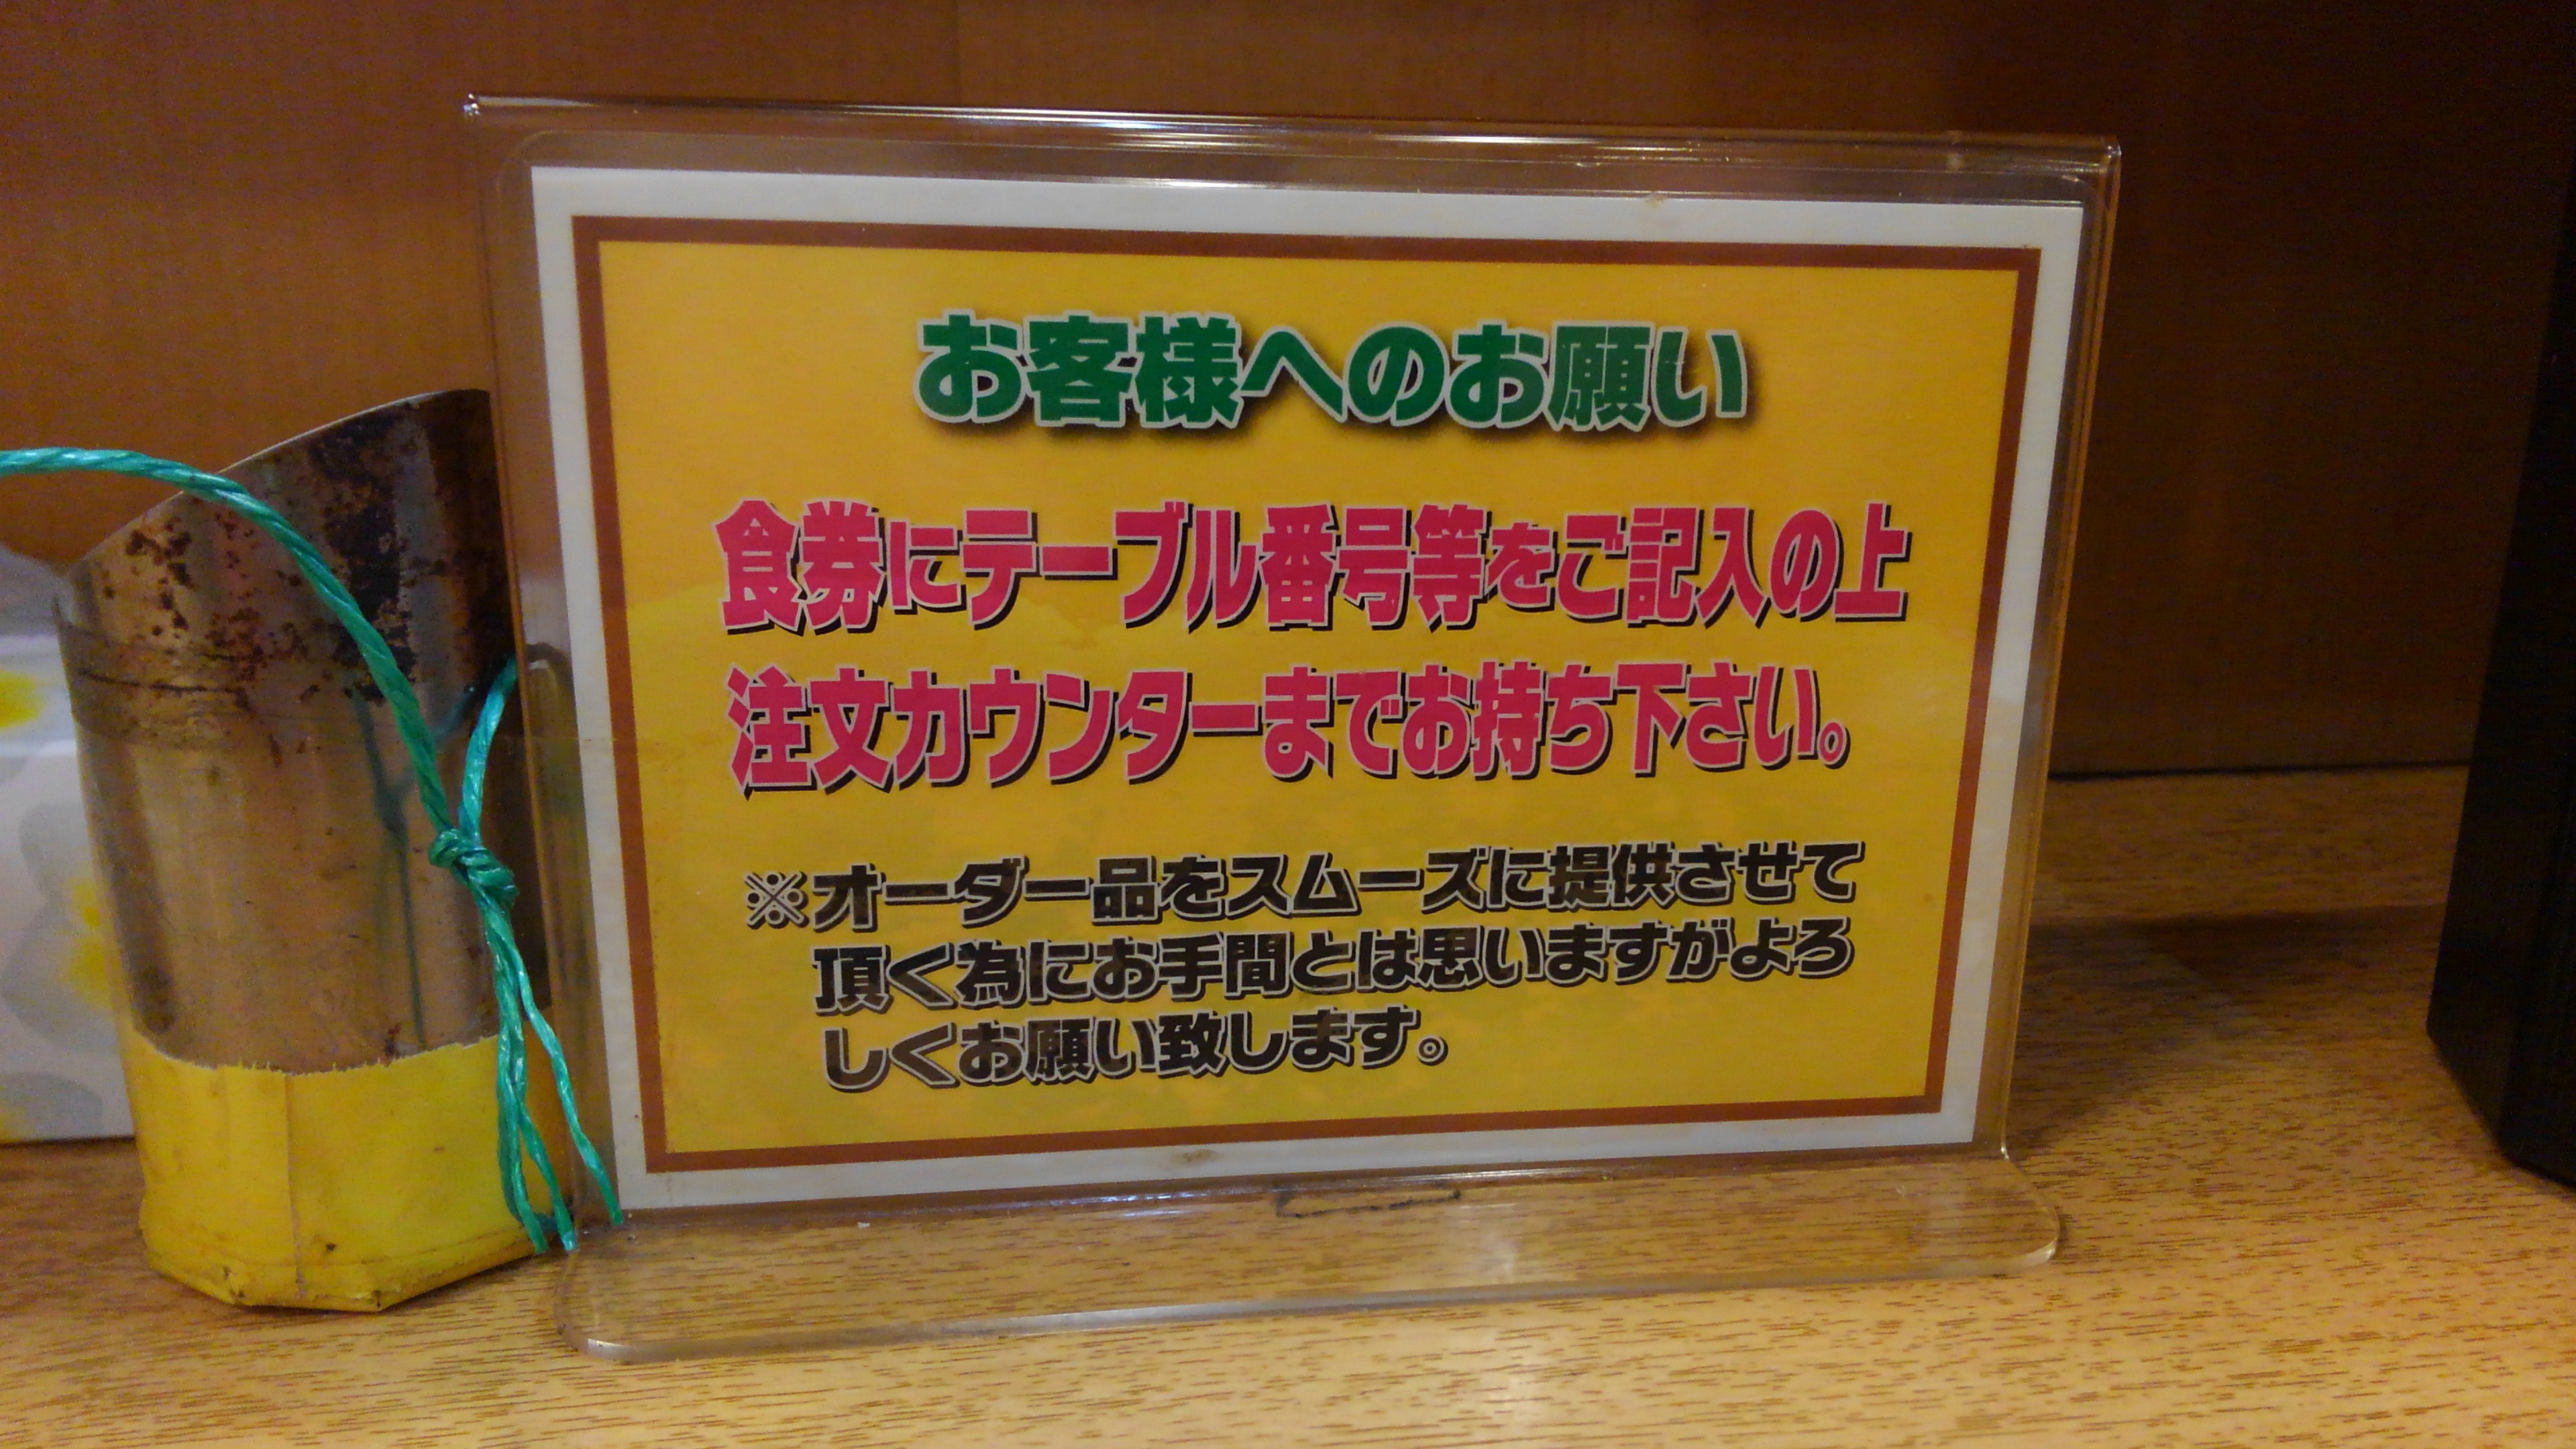 お客様へのお願い
食券にテーブル番号等をご記入の上
注文カウンターまでお持ち下さい。
※オーダー品をスムーズに提供させて
頂く為にお手間とは思いますがよろ
しくお願い致します。